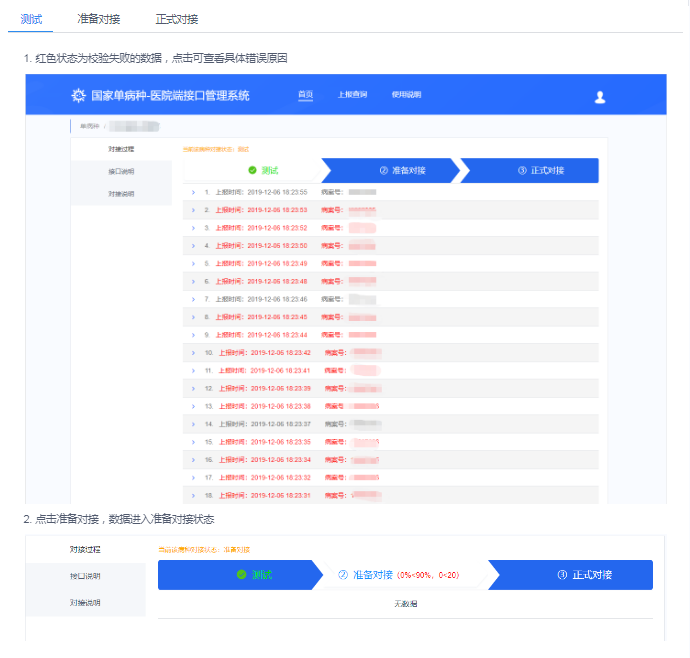 测试 准备对接 正式对接
1. 红色状态为校验失败的数据，点击可查看具体错误原因
国家单病种-医院端接口管理系统 首页 上报查询 使用说明
单病种 /
对接过程
接口说明
对接说明
当前该病种对接状态：测试
测试 ② 准备对接 ③ 正式对接
1. 上报时间：2019-12-06 18:23:55 病案号：
2. 上报时间：2019-12-06 18:23:53 病案号：
3. 上报时间：2019-12-06 18:23:52 病案号：
4. 上报时间：2019-12-06 18:23:50 病案号：
5. 上报时间：2019-12-06 18:23:49 病案号：
6. 上报时间：2019-12-06 18:23:48 病案号：
7. 上报时间：2019-12-06 18:23:46 病案号：
8. 上报时间：2019-12-06 18:23:45 病案号：
9. 上报时间：2019-12-06 18:23:44 病案号：
10. 上报时间：2019-12-06 18:23:42 病案号：
11. 上报时间：2019-12-06 18:23:41 病案号：
12. 上报时间：2019-12-06 18:23:39 病案号：
13. 上报时间：2019-12-06 18:23:38 病案号：
14. 上报时间：2019-12-06 18:23:37 病案号：
15. 上报时间：2019-12-06 18:23:35 病案号：
16. 上报时间：2019-12-06 18:23:34 病案号：
17. 上报时间：2019-12-06 18:23:32 病案号：
18. 上报时间：2019-12-06 18:23:31 病案号：
2. 点击准备对接，数据进入准备对接状态
对接过程
接口说明
对接说明
当前该病种对接状态：准备对接
测试 ② 准备对接 (0%≤90%，0<20) ③ 正式对接
无数据